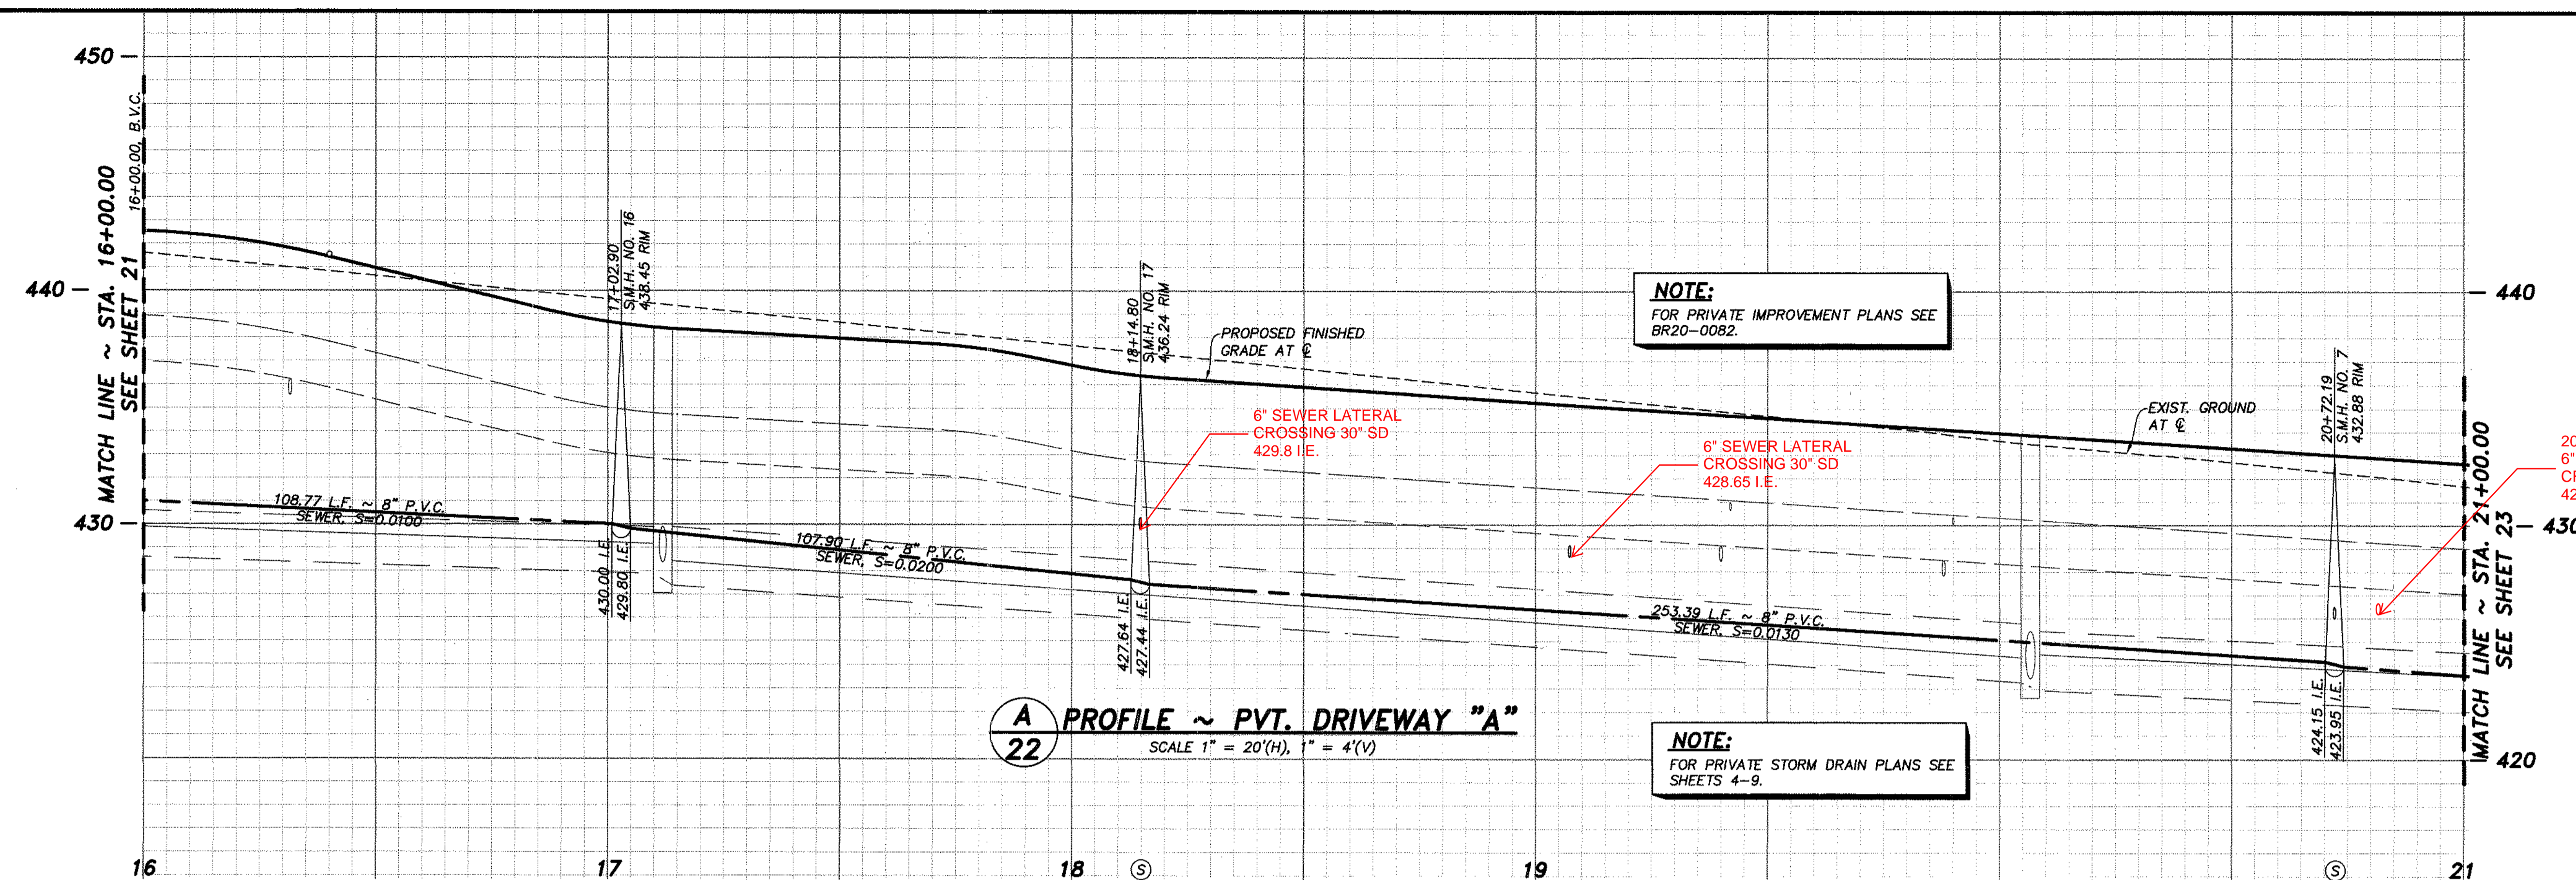 450
440
430
MATCH LINE ~ STA. 16+00.00
SEE SHEET 21
16+00.00, B.V.C.
108.77 L.F. ~ 8" P.V.C.
SEWER, S=0.0100
17+02.90
S.M.H. NO. 16
438.45 RIM
430.00 I.E.
429.80 I.E.
107.90 L.F. ~ 8" P.V.C.
SEWER, S=0.0200
18+14.80
S.M.H. NO. 17
436.24 RIM
427.64 I.E.
427.44 I.E.
PROPOSED FINISHED
GRADE AT ℄
6" SEWER LATERAL
CROSSING 30" SD
429.8 I.E.
NOTE:
FOR PRIVATE IMPROVEMENT PLANS SEE
BR20-0082.
6" SEWER LATERAL
CROSSING 30" SD
428.65 I.E.
253.39 L.F. ~ 8" P.V.C.
SEWER, S=0.0130
EXIST. GROUND
AT ℄
20+72.19
S.M.H. NO. 7
432.88 RIM
424.15 I.E.
423.95 I.E.
MATCH LINE ~ STA. 21+00.00
SEE SHEET 23
440
430
420
20
6"
CR
42
A
22
PROFILE ~ PVT. DRIVEWAY "A"
SCALE 1" = 20'(H), 1" = 4'(V)
NOTE:
FOR PRIVATE STORM DRAIN PLANS SEE
SHEETS 4-9.
16
17
18
S
19
S
21